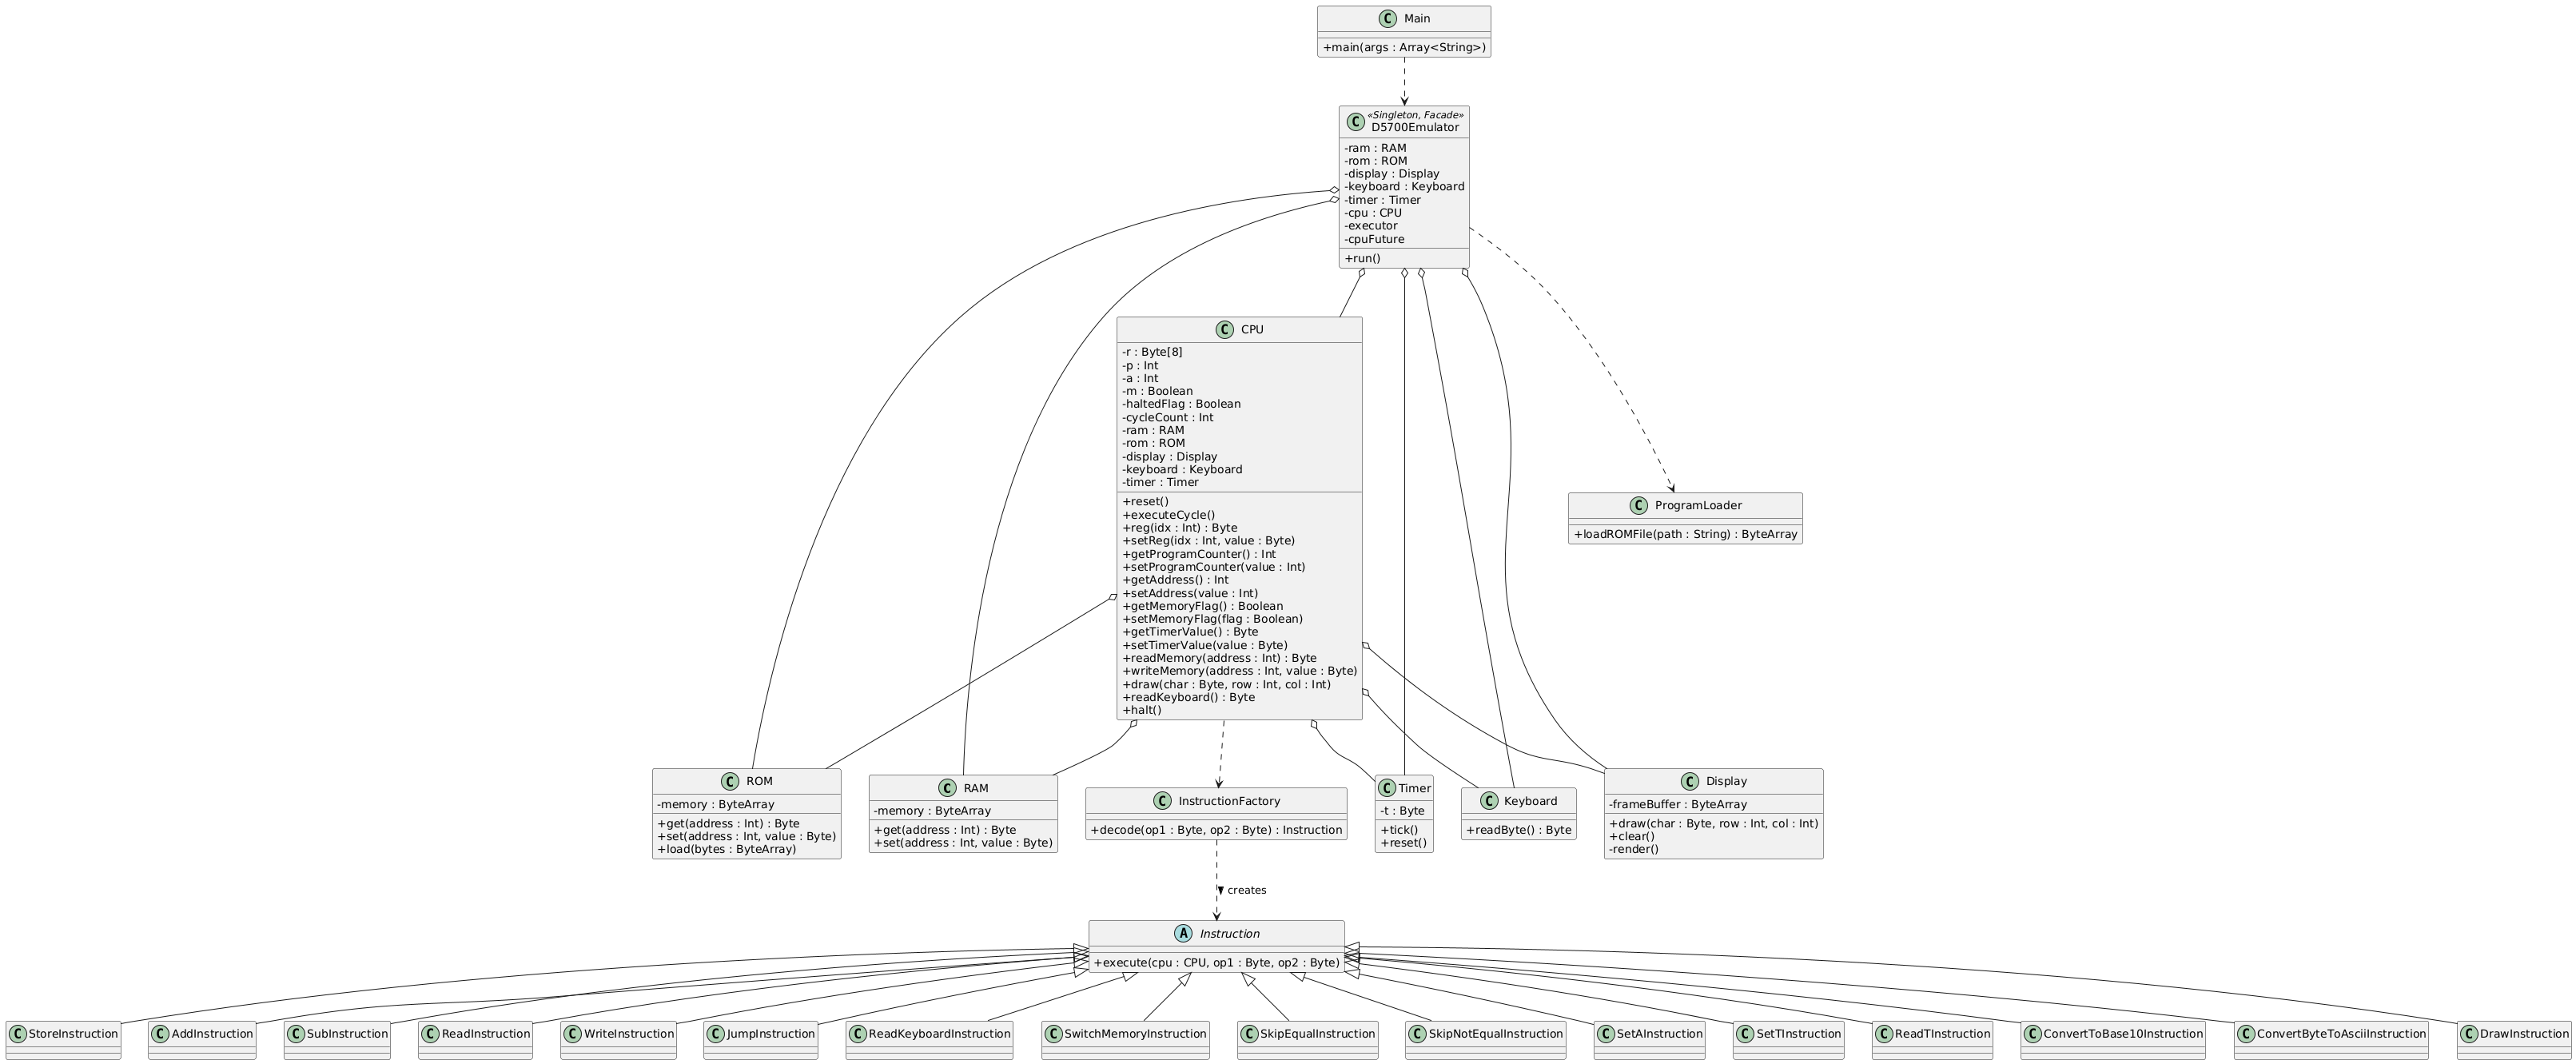 C Main
+main(args : Array<String>)
C «Singleton, Facade»
D5700Emulator
-ram : RAM
-rom : ROM
-display : Display
-keyboard : Keyboard
-timer : Timer
-cpu : CPU
-executor
-cpuFuture
+run()
C CPU
-r : Byte[8]
-p : Int
-a : Int
-m : Boolean
-haltedFlag : Boolean
-cycleCount : Int
-ram : RAM
-rom : ROM
-display : Display
-keyboard : Keyboard
-timer : Timer
+reset()
+executeCycle()
+reg(idx : Int) : Byte
+setReg(idx : Int, value : Byte)
+getProgramCounter() : Int
+setProgramCounter(value : Int)
+getAddress() : Int
+setAddress(value : Int)
+getMemoryFlag() : Boolean
+setMemoryFlag(flag : Boolean)
+getTimerValue() : Byte
+setTimerValue(value : Byte)
+readMemory(address : Int) : Byte
+writeMemory(address : Int, value : Byte)
+draw(char : Byte, row : Int, col : Int)
+readKeyboard() : Byte
+halt()
C ProgramLoader
+loadROMFile(path : String) : ByteArray
C ROM
-memory : ByteArray
+get(address : Int) : Byte
+set(address : Int, value : Byte)
+load(bytes : ByteArray)
C RAM
-memory : ByteArray
+get(address : Int) : Byte
+set(address : Int, value : Byte)
C InstructionFactory
+decode(op1 : Byte, op2 : Byte) : Instruction
C Timer
-t : Byte
+tick()
+reset()
C Keyboard
+readByte() : Byte
C Display
-frameBuffer : ByteArray
+draw(char : Byte, row : Int, col : Int)
+clear()
-render()
creates
A Instruction
+execute(cpu : CPU, op1 : Byte, op2 : Byte)
C StoreInstruction
C AddInstruction
C SubInstruction
C ReadInstruction
C WriteInstruction
C JumpInstruction
C ReadKeyboardInstruction
C SwitchMemoryInstruction
C SkipEqualInstruction
C SkipNotEqualInstruction
C SetAInstruction
C SetTInstruction
C ReadTInstruction
C ConvertToBase10Instruction
C ConvertByteToAsciiInstruction
C DrawInstruction